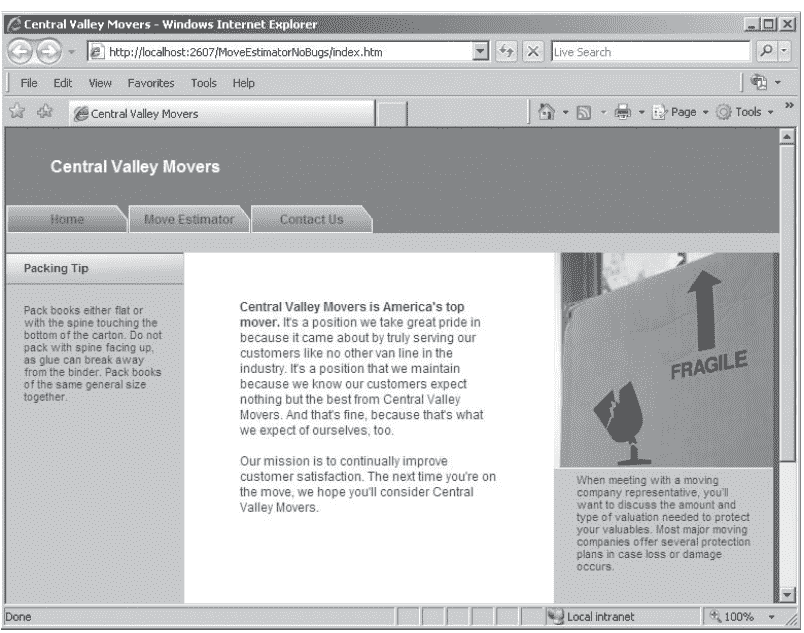 Central Valley Movers - Windows Internet Explorer
http://localhost:2607/MoveEstimatorNoBugs/index.htm
Live Search
File Edit View Favorites Tools Help
Central Valley Movers
Page Tools
Central Valley Movers
Home Move Estimator Contact Us
Packing Tip
Pack books either flat or
with the spine touching the
bottom of the carton. Do not
pack with spine facing up,
as glue can break away
from the binder. Pack books
of the same general size
together.
Central Valley Movers is America's top
mover. It's a position we take great pride in
because it came about by truly serving our
customers like no other van line in the
industry. It's a position that we maintain
because we know our customers expect
nothing but the best from Central Valley
Movers. And that's fine, because that's what
we expect of ourselves, too.
Our mission is to continually improve
customer satisfaction. The next time you're on
the move, we hope you'll consider Central
Valley Movers.
FRAGILE
When meeting with a moving
company representative, you'll
want to discuss the amount and
type of valuation needed to protect
your valuables. Most major moving
companies offer several protection
plans in case loss or damage
occurs.
Done Local intranet 100%